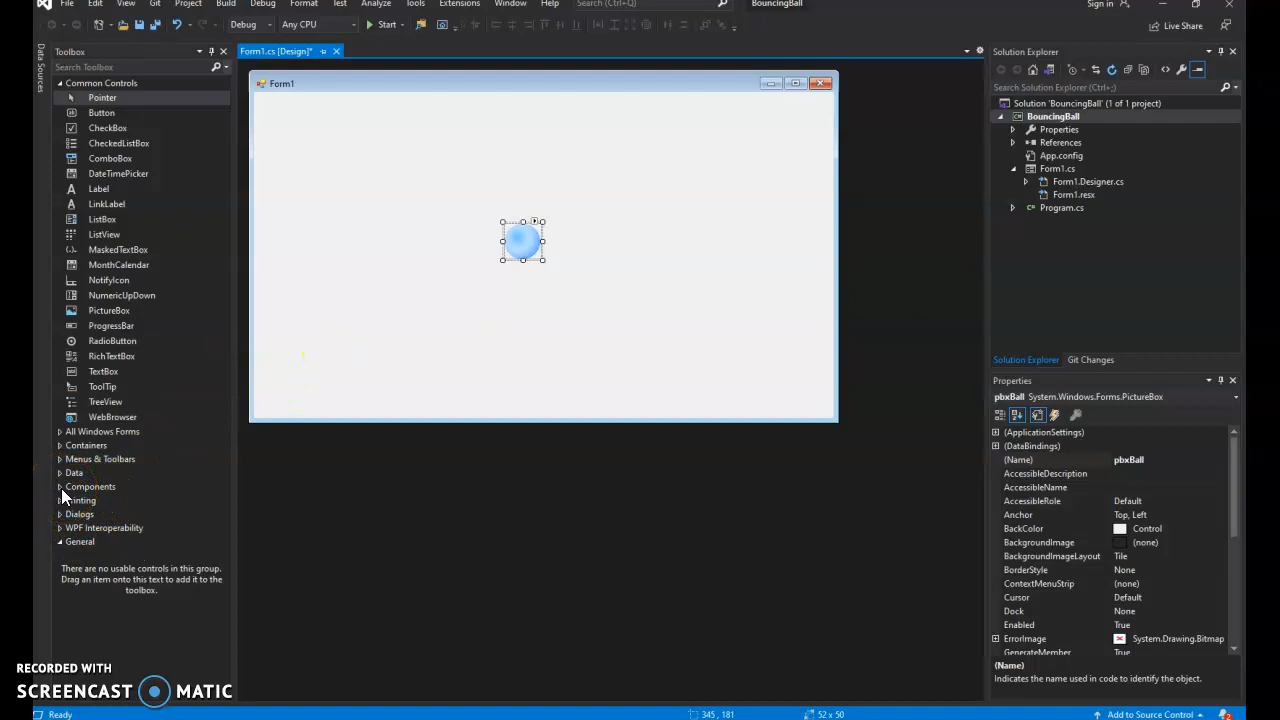 File Edit View Git Project Build Debug Format Test Analyze Tools Extensions Window Help Search (Ctrl+;) BouncingBall Sign in
Debug Any CPU Start Live Share
Data Sources
Toolbox
Search Toolbox
Common Controls
Pointer
Button
CheckBox
CheckedListBox
ComboBox
DateTimePicker
Label
LinkLabel
ListBox
ListView
MaskedTextBox
MonthCalendar
NotifyIcon
NumericUpDown
PictureBox
ProgressBar
RadioButton
RichTextBox
TextBox
ToolTip
TreeView
WebBrowser
All Windows Forms
Containers
Menus & Toolbars
Data
Components
Printing
Dialogs
WPF Interoperability
General
There are no usable controls in this group.
Drag an item onto this text to add it to the
toolbox.
Form1.cs [Design]*
Form1
Solution Explorer
Search Solution Explorer (Ctrl+;)
Solution 'BouncingBall' (1 of 1 project)
BouncingBall
Properties
References
App.config
Form1.cs
Form1.Designer.cs
Form1.resx
Program.cs
Solution Explorer Git Changes
Properties
pbxBall System.Windows.Forms.PictureBox
(ApplicationSettings)
(DataBindings)
(Name) pbxBall
AccessibleDescription
AccessibleName
AccessibleRole Default
Anchor Top, Left
BackColor Control
BackgroundImage (none)
BackgroundImageLayout Tile
BorderStyle None
ContextMenuStrip (none)
Cursor Default
Dock None
Enabled True
ErrorImage System.Drawing.Bitmap
GenerateMember True
(Name)
Indicates the name used in code to identify the object.
RECORDED WITH
SCREENCAST MATIC
Ready 345 , 181 52 x 50 Add to Source Control 2